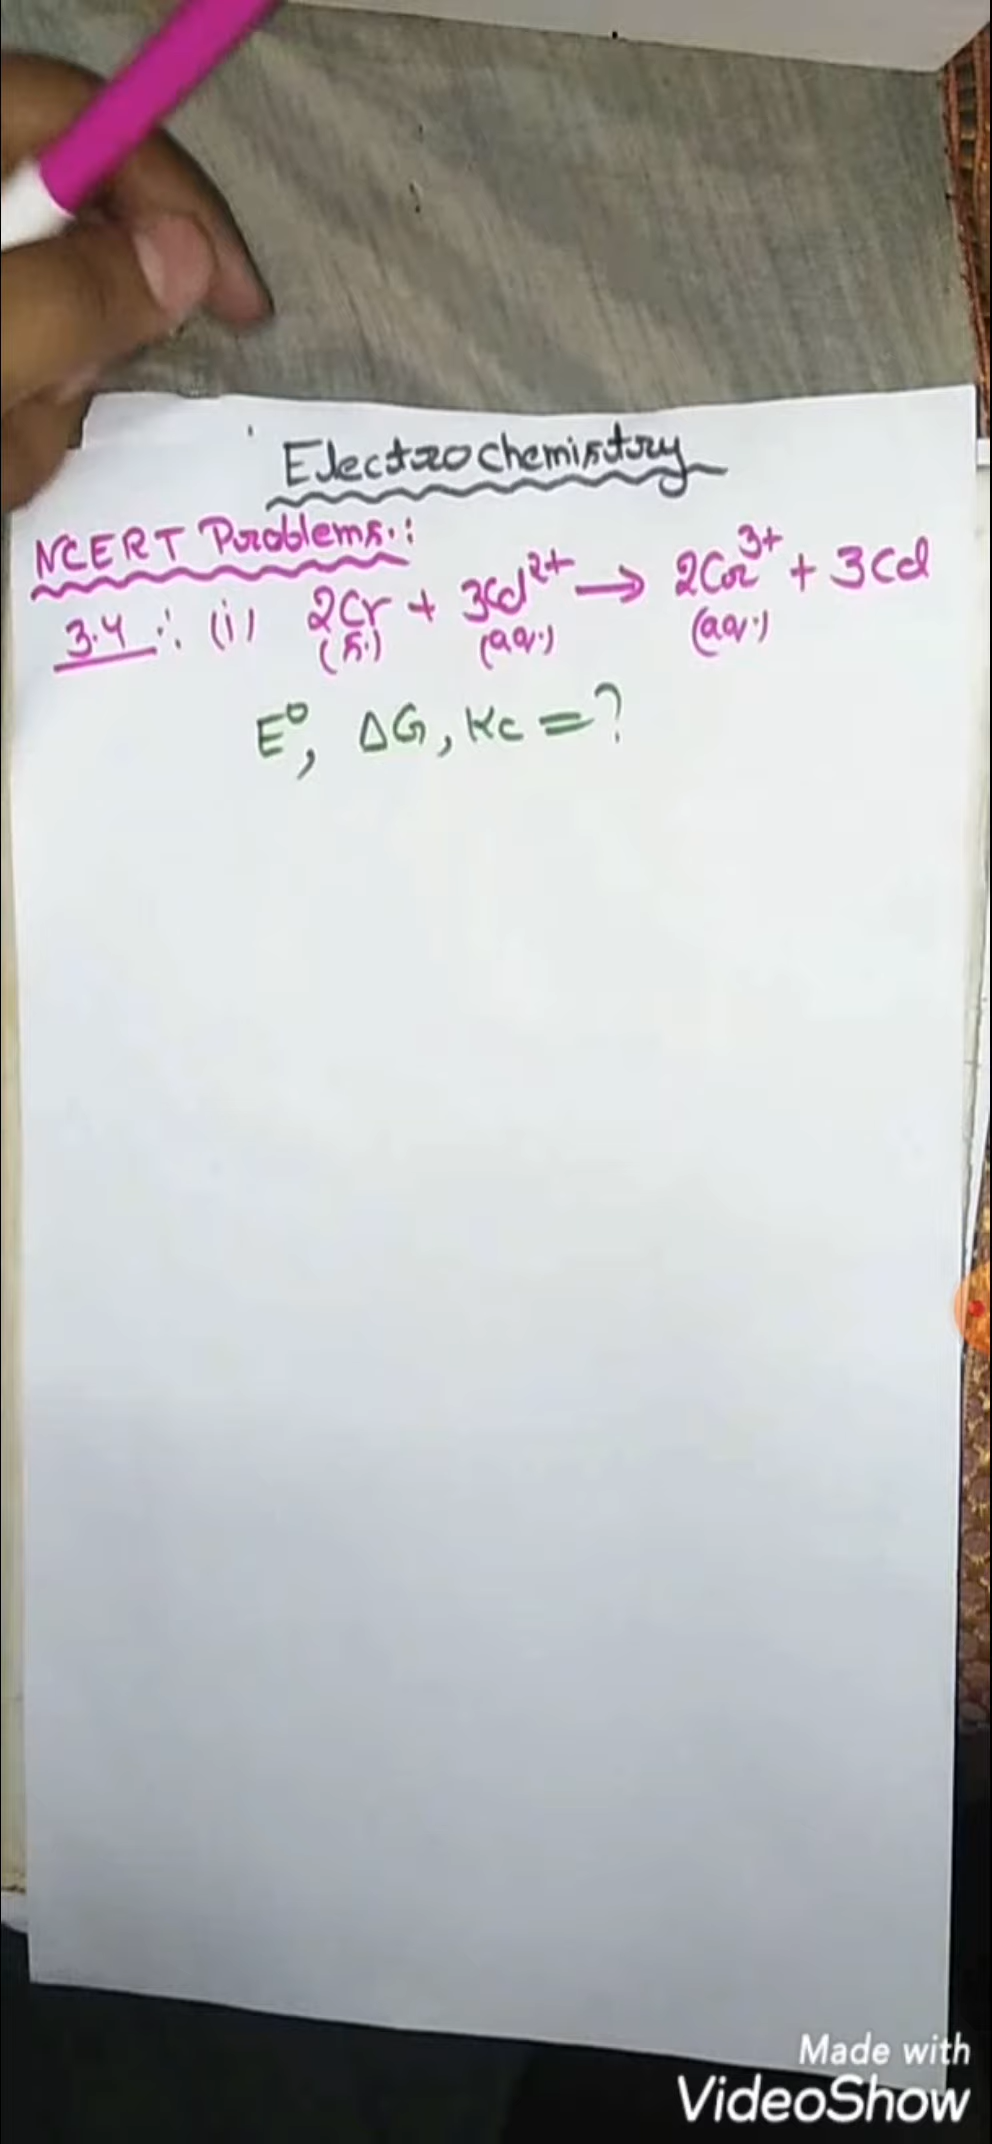 Electrochemistry
NCERT Problems.:
3.4 ∴ (i) 2Cr + 3Cd²⁺ → 2Cr³⁺ + 3Cd
(s.) (aq.) (aq.)
E°, ΔG, Kc = ?
Made with
VideoShow